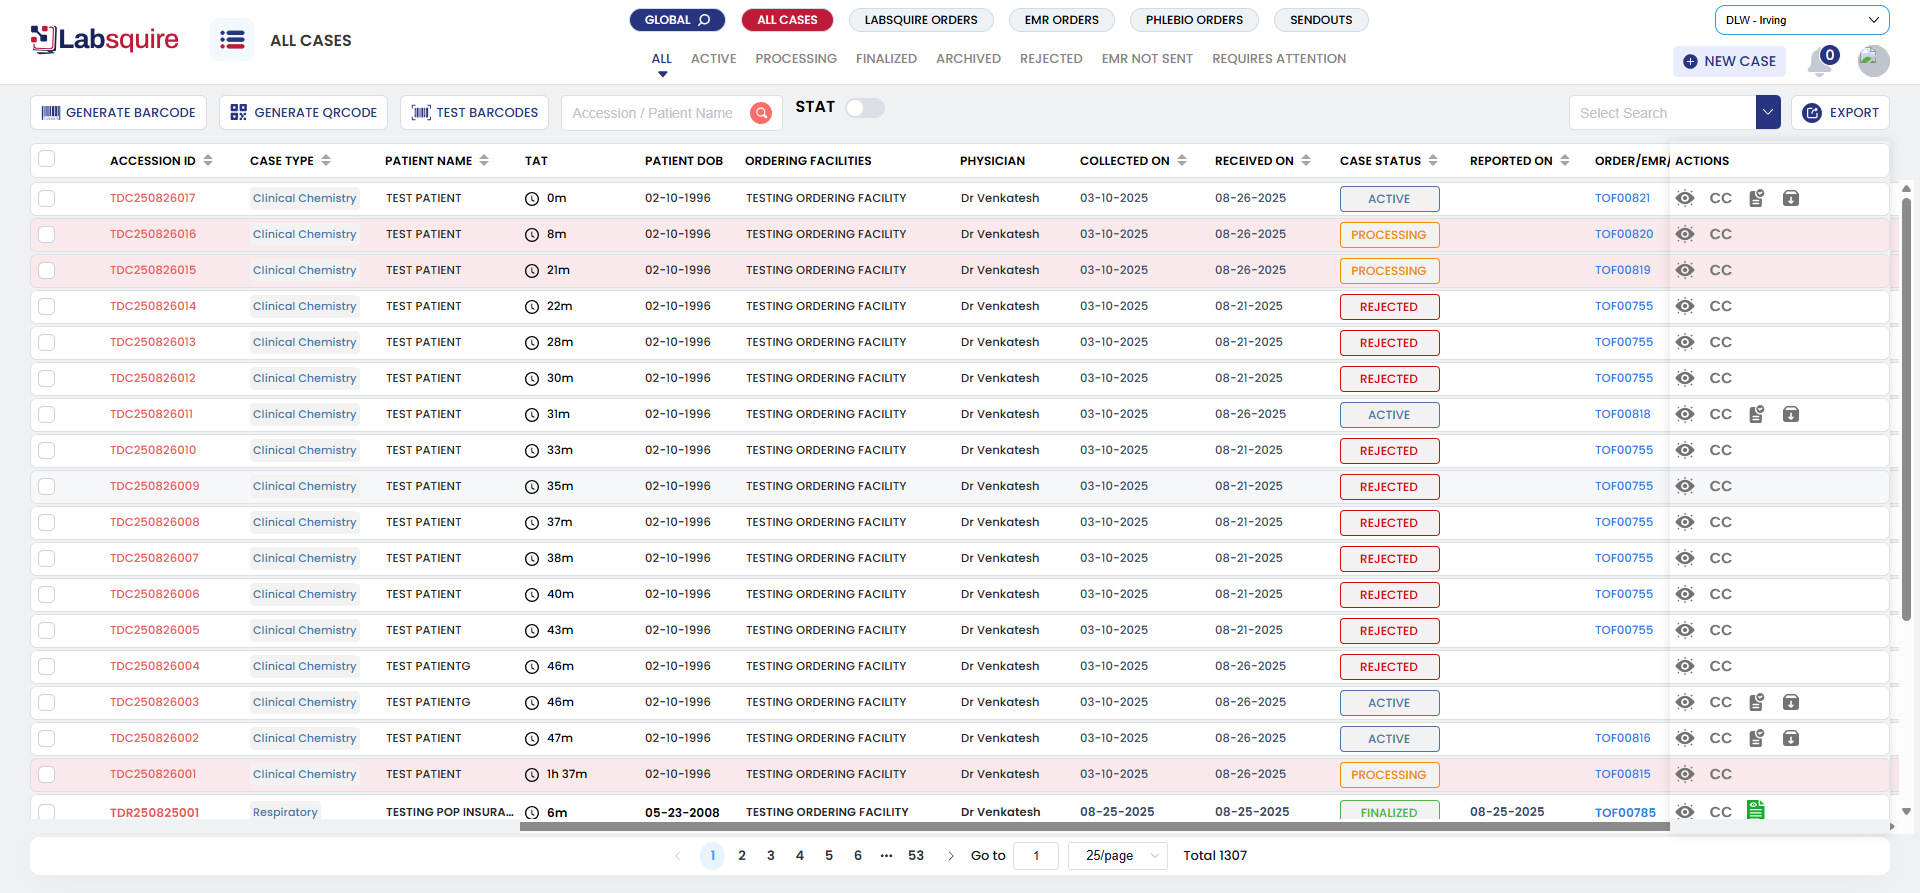 GLOBAL
ALL CASES
LABSQUIRE ORDERS
EMR ORDERS
PHLEBIO ORDERS
SENDOUTS
DLW - Irving
Labsquire
ALL CASES
ALL
ACTIVE
PROCESSING
FINALIZED
ARCHIVED
REJECTED
EMR NOT SENT
REQUIRES ATTENTION
NEW CASE
0
GENERATE BARCODE
GENERATE QRCODE
TEST BARCODES
Accession / Patient Name
STAT
Select Search
EXPORT
ACCESSION ID CASE TYPE PATIENT NAME TAT PATIENT DOB ORDERING FACILITIES PHYSICIAN COLLECTED ON RECEIVED ON CASE STATUS REPORTED ON ORDER/EMR/ ACTIONS
TDC250826017 Clinical Chemistry TEST PATIENT 0m 02-10-1996 TESTING ORDERING FACILITY Dr Venkatesh 03-10-2025 08-26-2025 ACTIVE TOF00821 CC
TDC250826016 Clinical Chemistry TEST PATIENT 8m 02-10-1996 TESTING ORDERING FACILITY Dr Venkatesh 03-10-2025 08-26-2025 PROCESSING TOF00820 CC
TDC250826015 Clinical Chemistry TEST PATIENT 21m 02-10-1996 TESTING ORDERING FACILITY Dr Venkatesh 03-10-2025 08-26-2025 PROCESSING TOF00819 CC
TDC250826014 Clinical Chemistry TEST PATIENT 22m 02-10-1996 TESTING ORDERING FACILITY Dr Venkatesh 03-10-2025 08-21-2025 REJECTED TOF00755 CC
TDC250826013 Clinical Chemistry TEST PATIENT 28m 02-10-1996 TESTING ORDERING FACILITY Dr Venkatesh 03-10-2025 08-21-2025 REJECTED TOF00755 CC
TDC250826012 Clinical Chemistry TEST PATIENT 30m 02-10-1996 TESTING ORDERING FACILITY Dr Venkatesh 03-10-2025 08-21-2025 REJECTED TOF00755 CC
TDC250826011 Clinical Chemistry TEST PATIENT 31m 02-10-1996 TESTING ORDERING FACILITY Dr Venkatesh 03-10-2025 08-26-2025 ACTIVE TOF00818 CC
TDC250826010 Clinical Chemistry TEST PATIENT 33m 02-10-1996 TESTING ORDERING FACILITY Dr Venkatesh 03-10-2025 08-21-2025 REJECTED TOF00755 CC
TDC250826009 Clinical Chemistry TEST PATIENT 35m 02-10-1996 TESTING ORDERING FACILITY Dr Venkatesh 03-10-2025 08-21-2025 REJECTED TOF00755 CC
TDC250826008 Clinical Chemistry TEST PATIENT 37m 02-10-1996 TESTING ORDERING FACILITY Dr Venkatesh 03-10-2025 08-21-2025 REJECTED TOF00755 CC
TDC250826007 Clinical Chemistry TEST PATIENT 38m 02-10-1996 TESTING ORDERING FACILITY Dr Venkatesh 03-10-2025 08-21-2025 REJECTED TOF00755 CC
TDC250826006 Clinical Chemistry TEST PATIENT 40m 02-10-1996 TESTING ORDERING FACILITY Dr Venkatesh 03-10-2025 08-21-2025 REJECTED TOF00755 CC
TDC250826005 Clinical Chemistry TEST PATIENT 43m 02-10-1996 TESTING ORDERING FACILITY Dr Venkatesh 03-10-2025 08-21-2025 REJECTED TOF00755 CC
TDC250826004 Clinical Chemistry TEST PATIENTG 46m 02-10-1996 TESTING ORDERING FACILITY Dr Venkatesh 03-10-2025 08-26-2025 REJECTED CC
TDC250826003 Clinical Chemistry TEST PATIENTG 46m 02-10-1996 TESTING ORDERING FACILITY Dr Venkatesh 03-10-2025 08-26-2025 ACTIVE CC
TDC250826002 Clinical Chemistry TEST PATIENT 47m 02-10-1996 TESTING ORDERING FACILITY Dr Venkatesh 03-10-2025 08-26-2025 ACTIVE TOF00816 CC
TDC250826001 Clinical Chemistry TEST PATIENT 1h 37m 02-10-1996 TESTING ORDERING FACILITY Dr Venkatesh 03-10-2025 08-26-2025 PROCESSING TOF00815 CC
TDR250825001 Respiratory TESTING POP INSURA... 6m 05-23-2008 TESTING ORDERING FACILITY Dr Venkatesh 08-25-2025 08-25-2025 FINALIZED 08-25-2025 TOF00785 CC
1 2 3 4 5 6 ••• 53 Go to 1 25/page Total 1307